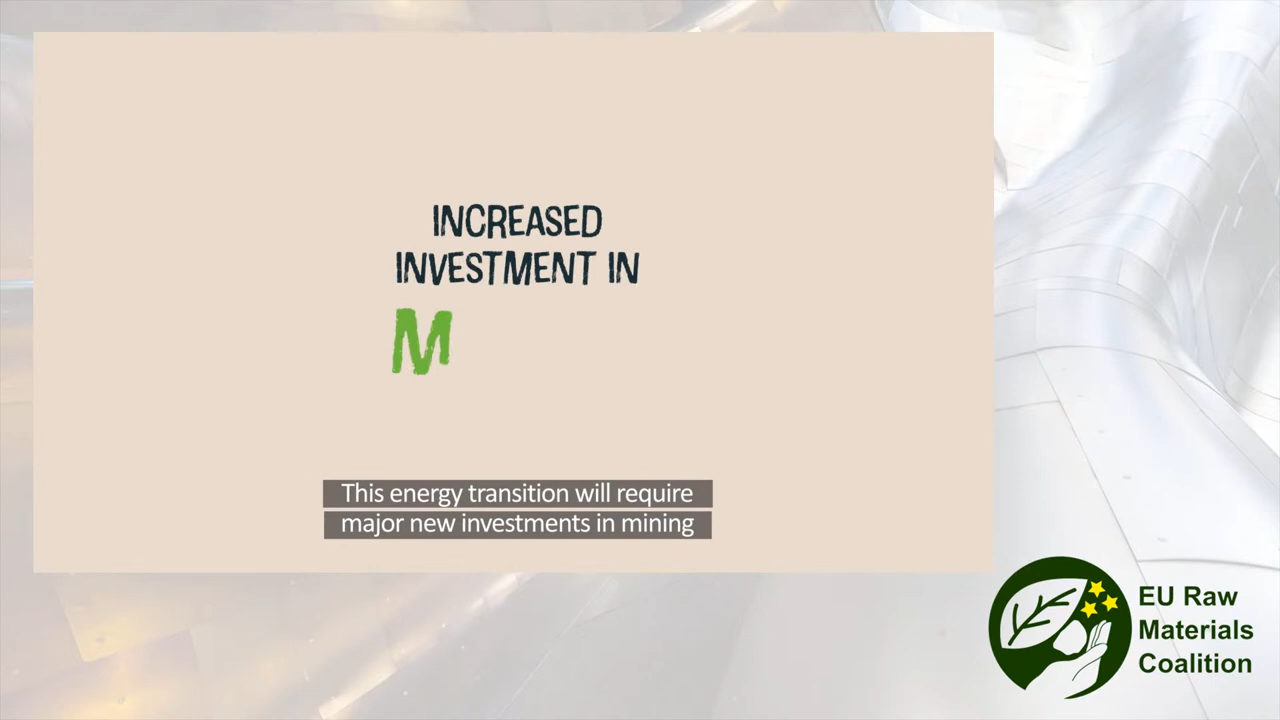 INCREASED
INVESTMENT IN
M
This energy transition will require
major new investments in mining
EU Raw
Materials
Coalition